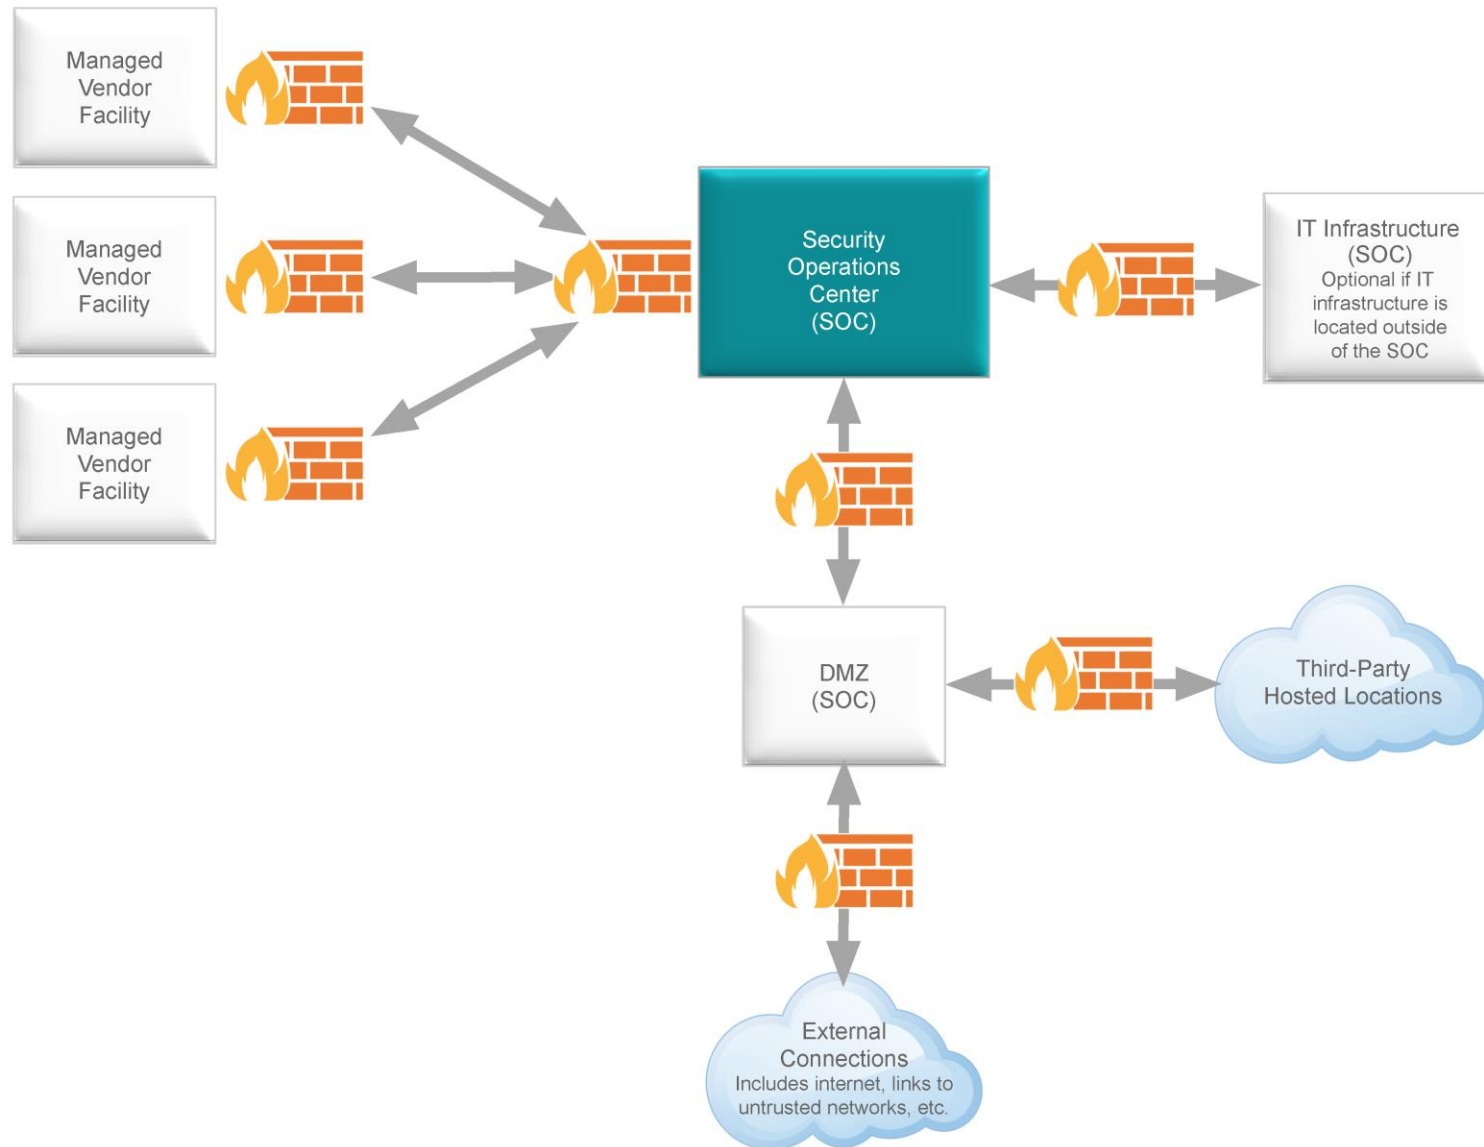 Managed
Vendor
Facility
Managed
Vendor
Facility
Managed
Vendor
Facility
Security
Operations
Center
(SOC)
IT Infrastructure
(SOC)
Optional if IT
infrastructure is
located outside
of the SOC
DMZ
(SOC)
Third-Party
Hosted Locations
External
Connections
Includes internet, links to
untrusted networks, etc.